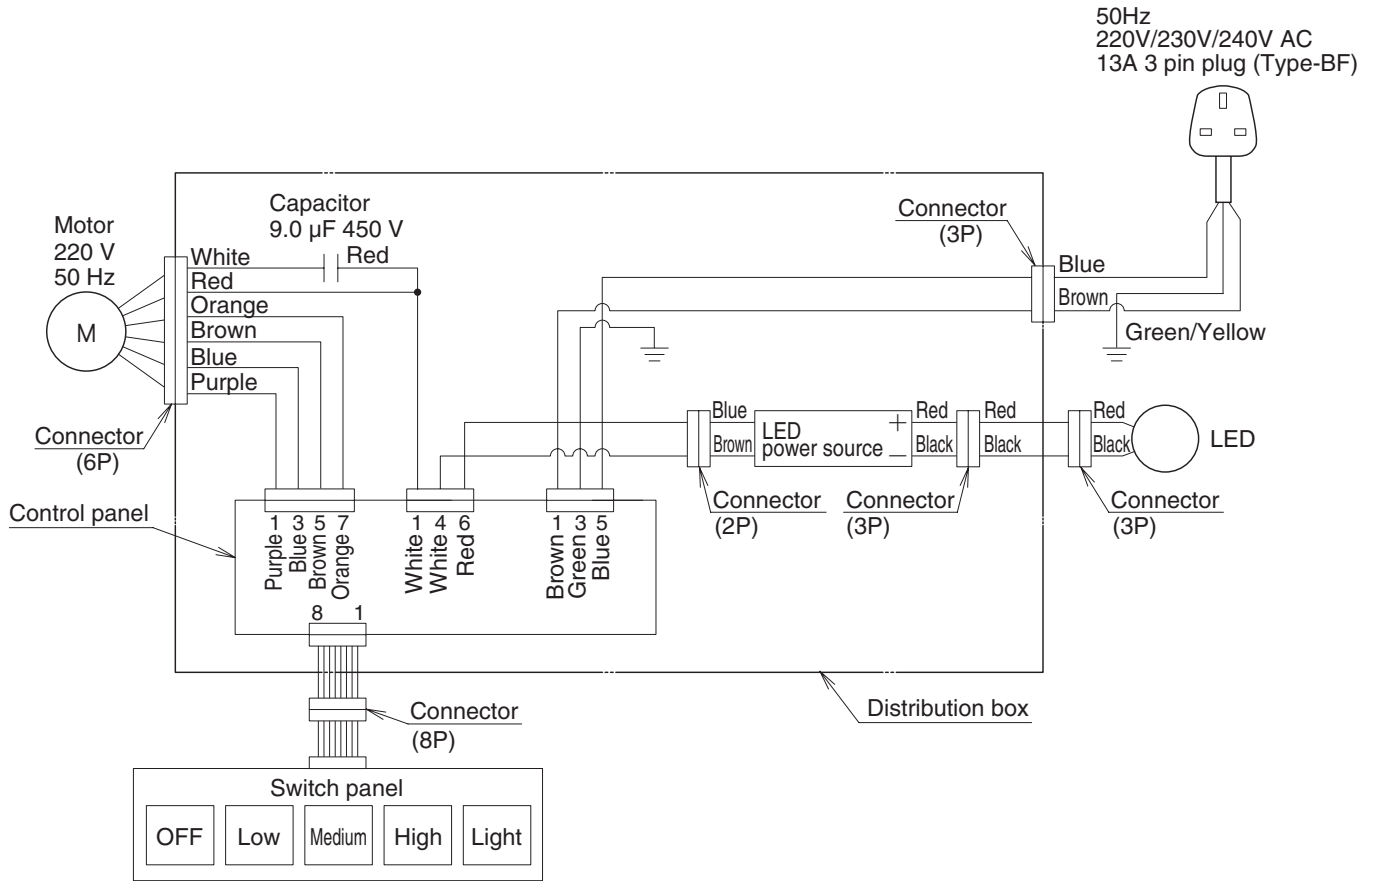 50Hz
220V/230V/240V AC
13A 3 pin plug (Type-BF)
Capacitor
9.0 µF 450 V
Motor
220 V
50 Hz
M
White
Red
Red
Orange
Brown
Blue
Purple
Connector
(6P)
Connector
(3P)
Blue
Brown
Green/Yellow
Blue
Brown
LED
power source
+
−
Red
Black
Red
Black
Red
Black
LED
Connector
(2P)
Connector
(3P)
Connector
(3P)
Control panel
1 3 5 7
Purple
Blue
Brown
Orange
1 4 6
White
White
Red
1 3 5
Brown
Green
Blue
8 1
Connector
(8P)
Distribution box
Switch panel
OFF Low Medium High Light